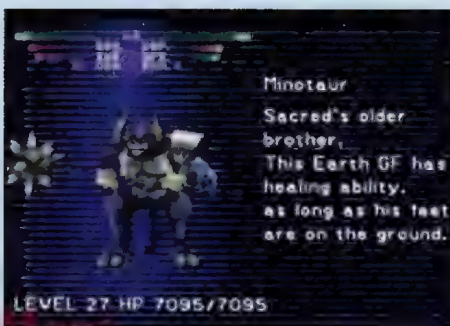 Minotaur
Sacred's older
brother.
This Earth GF has
healing ability.
as long as his feet
are on the ground.
LEVEL 27 HP 7095/7095